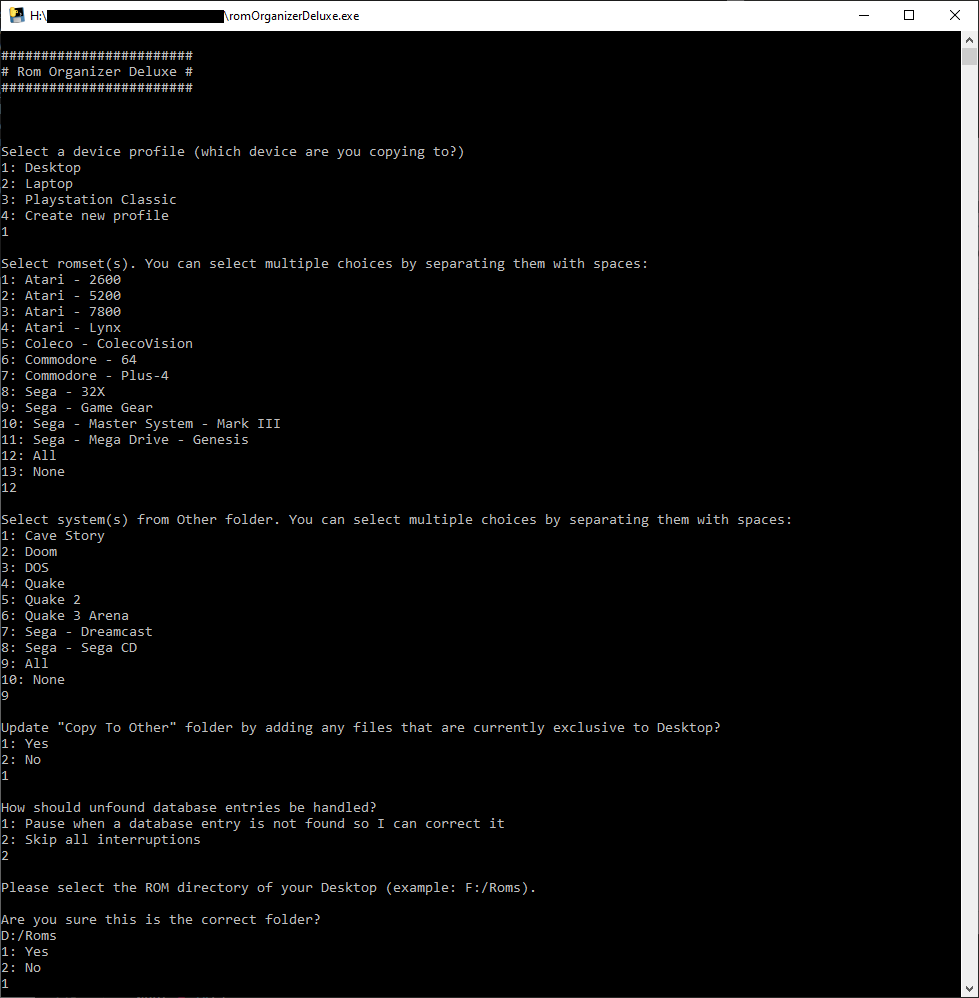 H:\ \romOrganizerDeluxe.exe
########################
# Rom Organizer Deluxe #
########################
Select a device profile (which device are you copying to?)
1: Desktop
2: Laptop
3: Playstation Classic
4: Create new profile
1
Select romset(s). You can select multiple choices by separating them with spaces:
1: Atari - 2600
2: Atari - 5200
3: Atari - 7800
4: Atari - Lynx
5: Coleco - ColecoVision
6: Commodore - 64
7: Commodore - Plus-4
8: Sega - 32X
9: Sega - Game Gear
10: Sega - Master System - Mark III
11: Sega - Mega Drive - Genesis
12: All
13: None
12
Select system(s) from Other folder. You can select multiple choices by separating them with spaces:
1: Cave Story
2: Doom
3: DOS
4: Quake
5: Quake 2
6: Quake 3 Arena
7: Sega - Dreamcast
8: Sega - Sega CD
9: All
10: None
9
Update "Copy To Other" folder by adding any files that are currently exclusive to Desktop?
1: Yes
2: No
1
How should unfound database entries be handled?
1: Pause when a database entry is not found so I can correct it
2: Skip all interruptions
2
Please select the ROM directory of your Desktop (example: F:/Roms).
Are you sure this is the correct folder?
D:/Roms
1: Yes
2: No
1